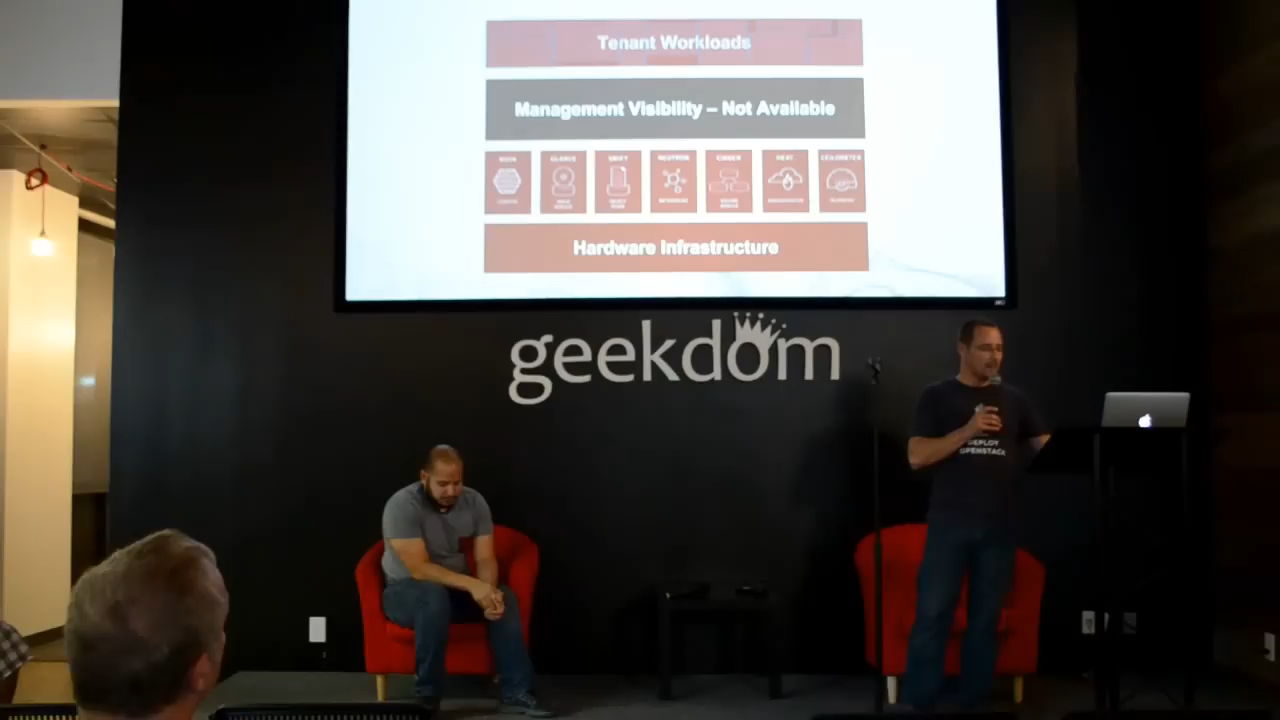 Tenant Workloads
Management Visibility – Not Available
NOVA GLANCE SWIFT NEUTRON CINDER HEAT CEILOMETER
Hardware Infrastructure
geekdom
DEPLOY
OPENSTACK